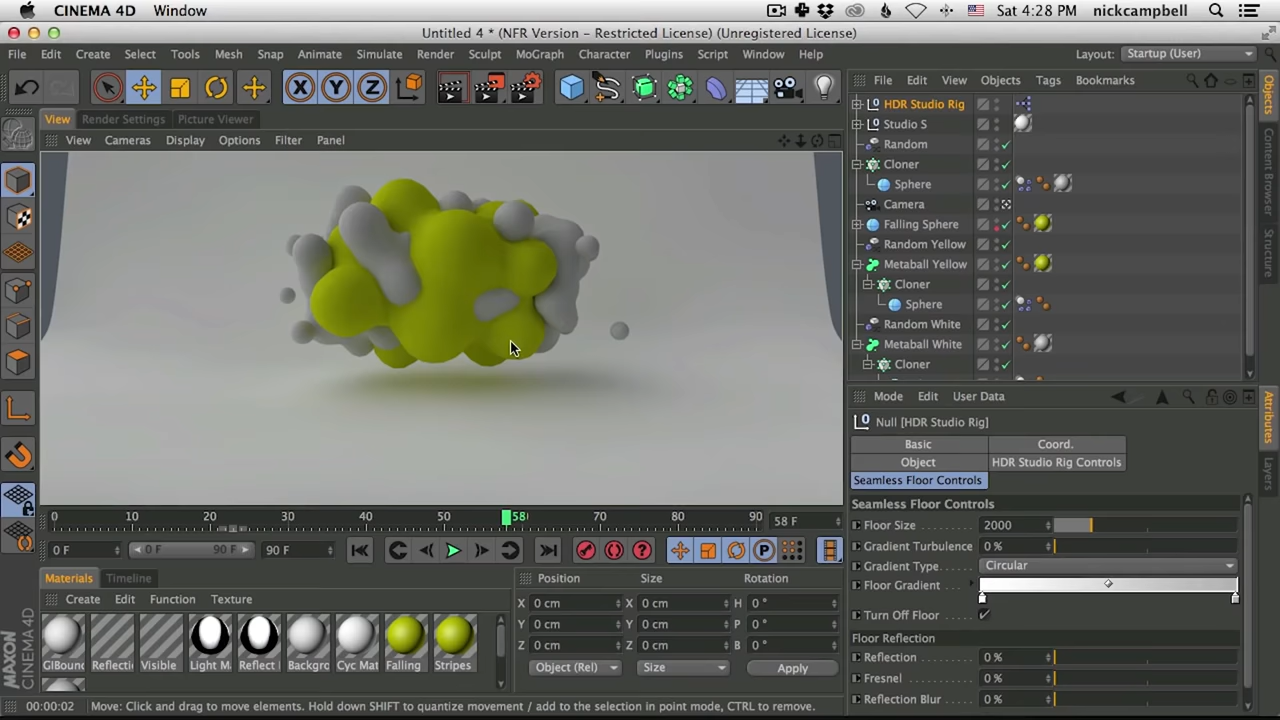 CINEMA 4D Window Sat 4:28 PM nickcampbell
Untitled 4 * (NFR Version - Restricted License) (Unregistered License)
File Edit Create Select Tools Mesh Snap Animate Simulate Render Sculpt MoGraph Character Plugins Script Window Help Layout: Startup (User)
X Y Z
File Edit View Objects Tags Bookmarks
View Render Settings Picture Viewer
View Cameras Display Options Filter Panel
HDR Studio Rig
Studio S
Random
Cloner
Sphere
Camera
Falling Sphere
Random Yellow
Metaball Yellow
Cloner
Sphere
Random White
Metaball White
Cloner
Objects
Content Browser
Structure
Mode Edit User Data
Null [HDR Studio Rig]
Basic Coord.
Object HDR Studio Rig Controls
Seamless Floor Controls
Seamless Floor Controls
Floor Size 2000
Gradient Turbulence 0 %
Gradient Type Circular
Floor Gradient
Turn Off Floor
Floor Reflection
Reflection 0 %
Fresnel 0 %
Reflection Blur 0 %
Attributes
Layers
0 10 20 30 40 50 58 70 80 90 58 F
0 F 0 F 90 F 90 F
P
Materials Timeline
Create Edit Function Texture
GIBoun Reflecti Visible Light M Reflect Backgro Cyc Mat Falling Stripes
Position Size Rotation
X 0 cm X 0 cm H 0 °
Y 0 cm Y 0 cm P 0 °
Z 0 cm Z 0 cm B 0 °
Object (Rel) Size Apply
MAXON CINEMA 4D
00:00:02 Move: Click and drag to move elements. Hold down SHIFT to quantize movement / add to the selection in point mode, CTRL to remove.